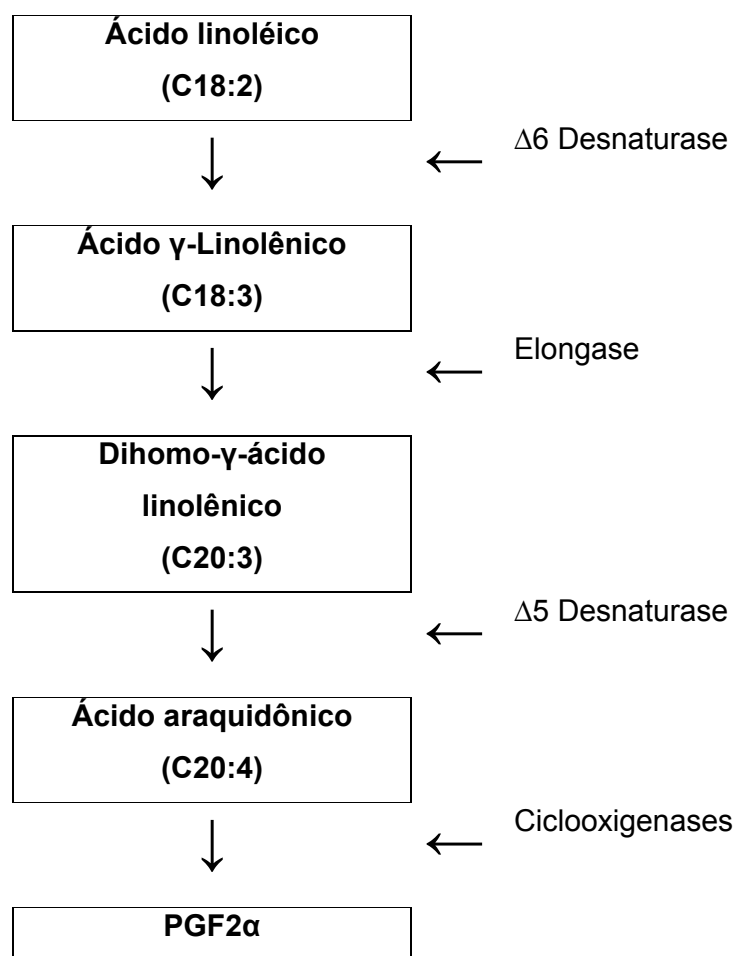 Ácido linoléico
(C18:2)
∆6 Desnaturase
Ácido γ-Linolênico
(C18:3)
Elongase
Dihomo-γ-ácido
linolênico
(C20:3)
∆5 Desnaturase
Ácido araquidônico
(C20:4)
Ciclooxigenases
PGF2α